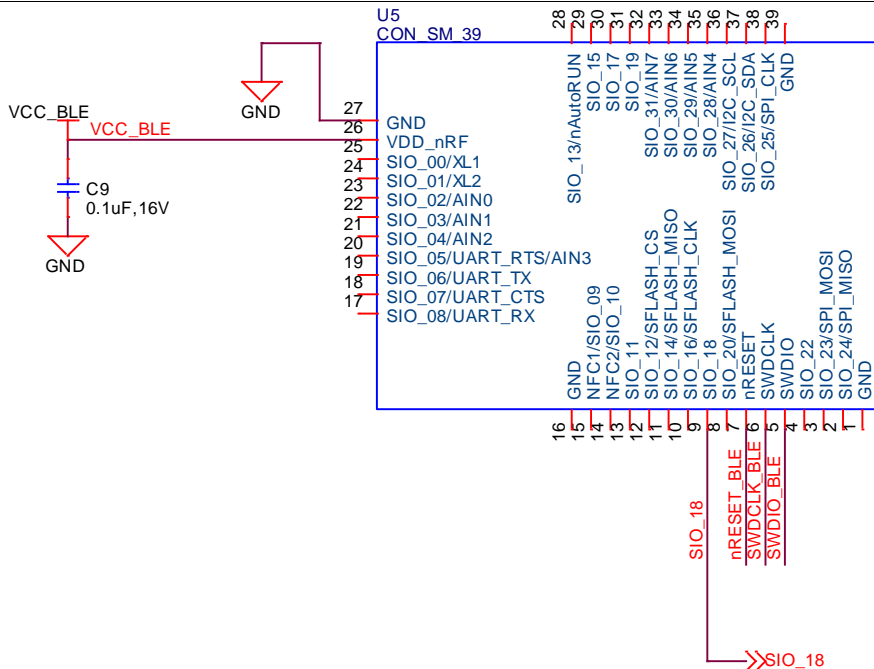 U5
CON_SM_39
28
29
30
31
32
33
34
35
36
37
38
39
SIO_13/nAutoRUN
SIO_15
SIO_17
SIO_19
SIO_31/AIN7
SIO_30/AIN6
SIO_29/AIN5
SIO_28/AIN4
SIO_27/I2C_SCL
SIO_26/I2C_SDA
SIO_25/SPI_CLK
GND
GND
VCC_BLE
VCC_BLE
C9
0.1uF,16V
GND
27
26
25
24
23
22
21
20
19
18
17
GND
VDD_nRF
SIO_00/XL1
SIO_01/XL2
SIO_02/AIN0
SIO_03/AIN1
SIO_04/AIN2
SIO_05/UART_RTS/AIN3
SIO_06/UART_TX
SIO_07/UART_CTS
SIO_08/UART_RX
GND
NFC1/SIO_09
NFC2/SIO_10
SIO_11
SIO_12/SFLASH_CS
SIO_14/SFLASH_MISO
SIO_16/SFLASH_CLK
SIO_18
SIO_20/SFLASH_MOSI
nRESET
SWDCLK
SWDIO
SIO_22
SIO_23/SPI_MOSI
SIO_24/SPI_MISO
GND
16
15
14
13
12
11
10
9
8
7
6
5
4
3
2
1
SIO_18
nRESET_BLE
SWDCLK_BLE
SWDIO_BLE
SIO_18